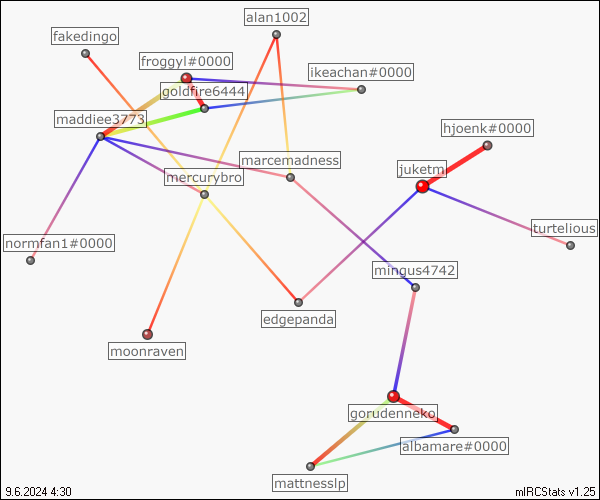 alan1002
fakedingo
froggyl#0000
ikeachan#0000
goldfire6444
maddiee3773
hjoenk#0000
marcemadness
juketm
mercurybro
turtelious
normfan1#0000
mingus4742
edgepanda
moonraven
gorudenneko
albamare#0000
mattnesslp
9.6.2024 4:30
mIRCStats v1.25